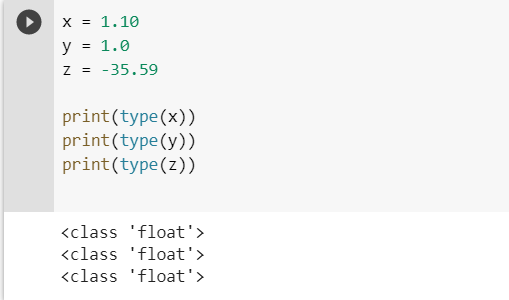 x = 1.10
y = 1.0
z = -35.59
print(type(x))
print(type(y))
print(type(z))
<class 'float'>
<class 'float'>
<class 'float'>